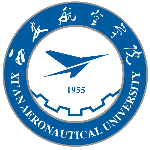 西安航空学院
1955
XI'AN AERONAUTICAL UNIVERSITY